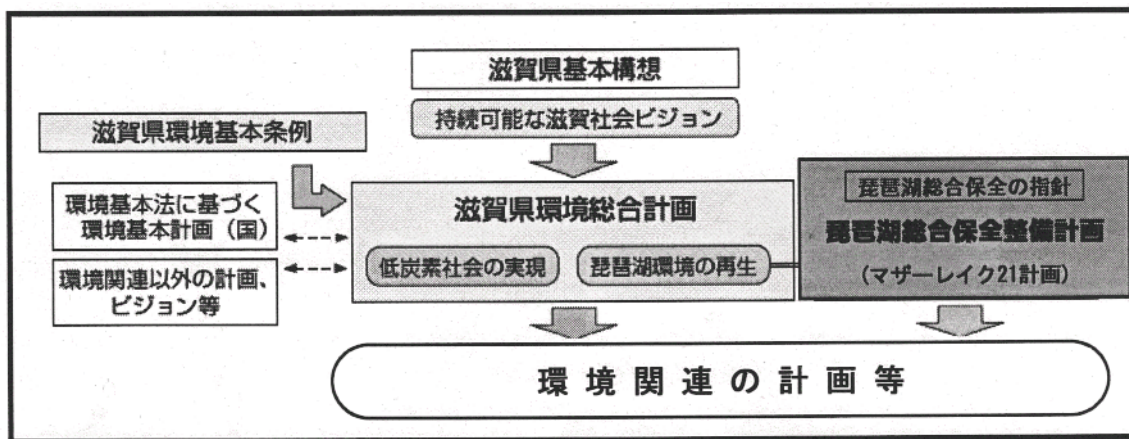 滋賀県基本構想
持続可能な滋賀社会ビジョン
滋賀県環境基本条例
環境基本法に基づく
環境基本計画（国）
環境関連以外の計画、
ビジョン等
滋賀県環境総合計画
低炭素社会の実現
琵琶湖環境の再生
琵琶湖総合保全の指針
琵琶湖総合保全整備計画
（マザーレイク21計画）
環境関連の計画等